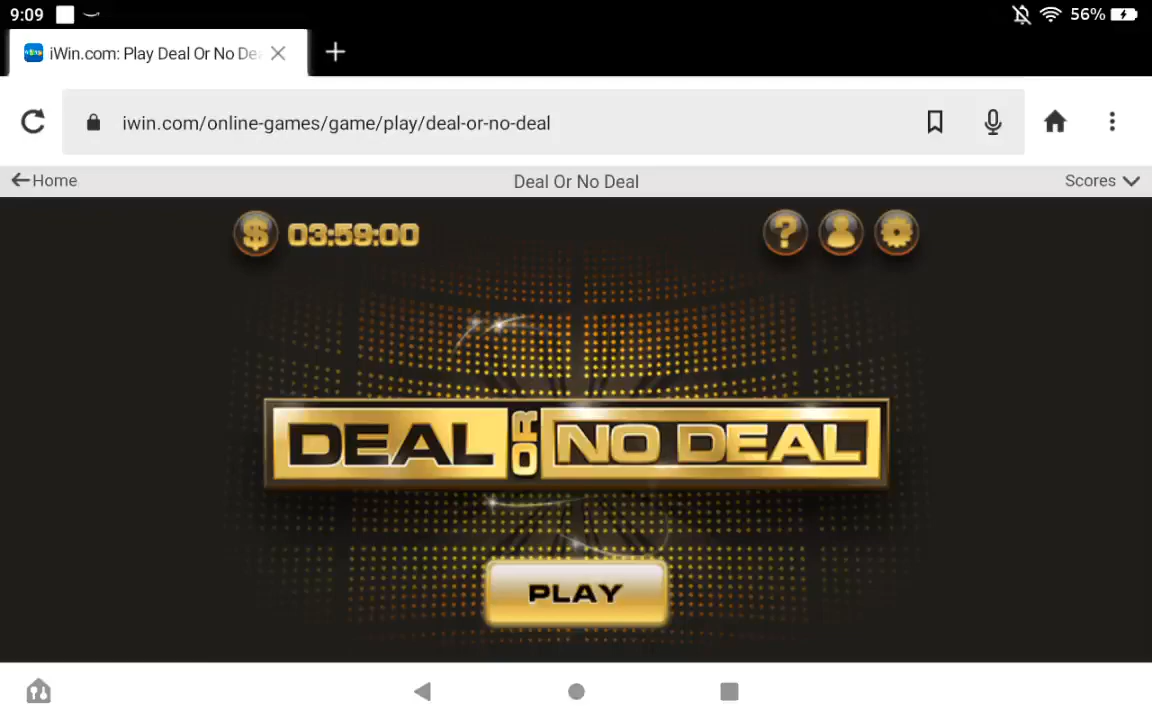 9:09 56%
iWin.com: Play Deal Or No De
iwin.com/online-games/game/play/deal-or-no-deal
Home Deal Or No Deal Scores
$ 03:59:00 ?
DEAL OR NO DEAL
PLAY